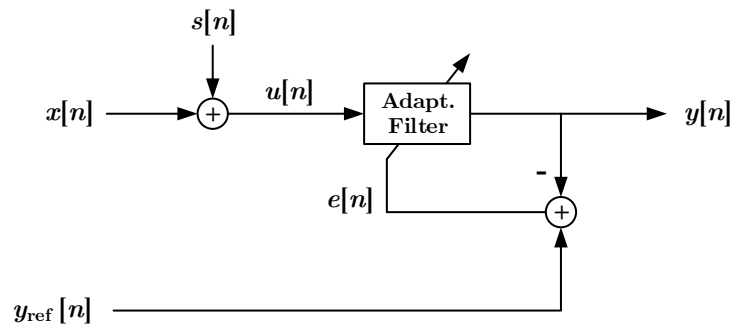 s[n]
x[n]
+
u[n]
Adapt.
Filter
y[n]
-
e[n]
+
y_ref [n]